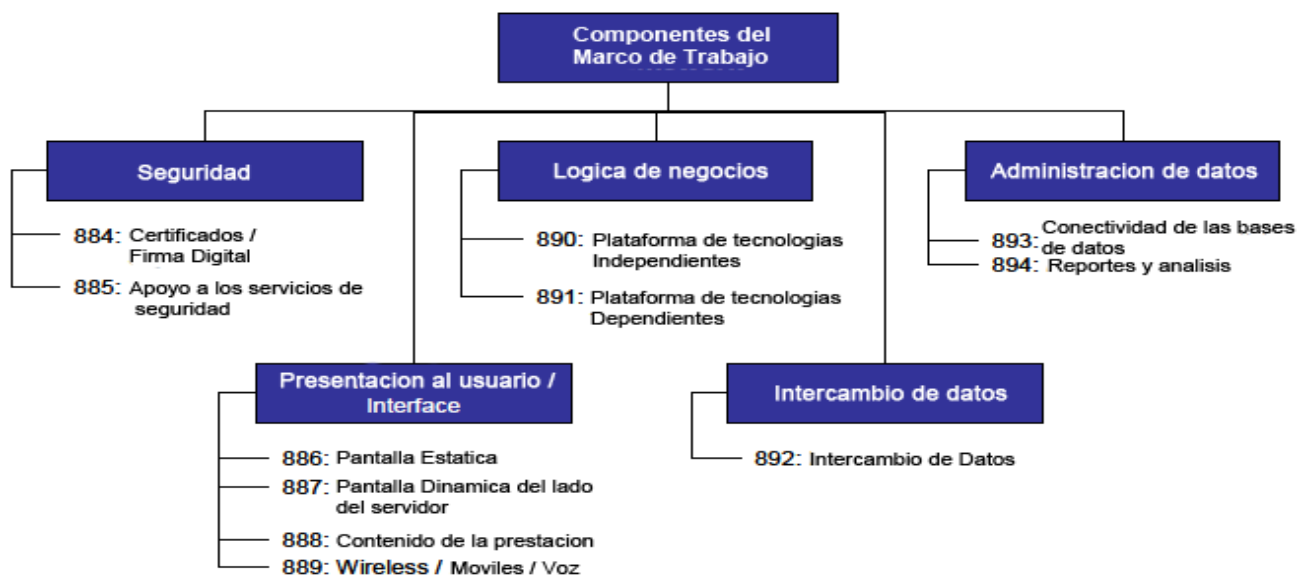 Componentes del
Marco de Trabajo
Seguridad
884: Certificados /
Firma Digital
885: Apoyo a los servicios de
seguridad
Logica de negocios
890: Plataforma de tecnologias
Independientes
891: Plataforma de tecnologias
Dependientes
Administracion de datos
893: Conectividad de las bases
de datos
894: Reportes y analisis
Presentacion al usuario /
Interface
886: Pantalla Estatica
887: Pantalla Dinamica del lado
del servidor
888: Contenido de la prestacion
889: Wireless / Moviles / Voz
Intercambio de datos
892: Intercambio de Datos